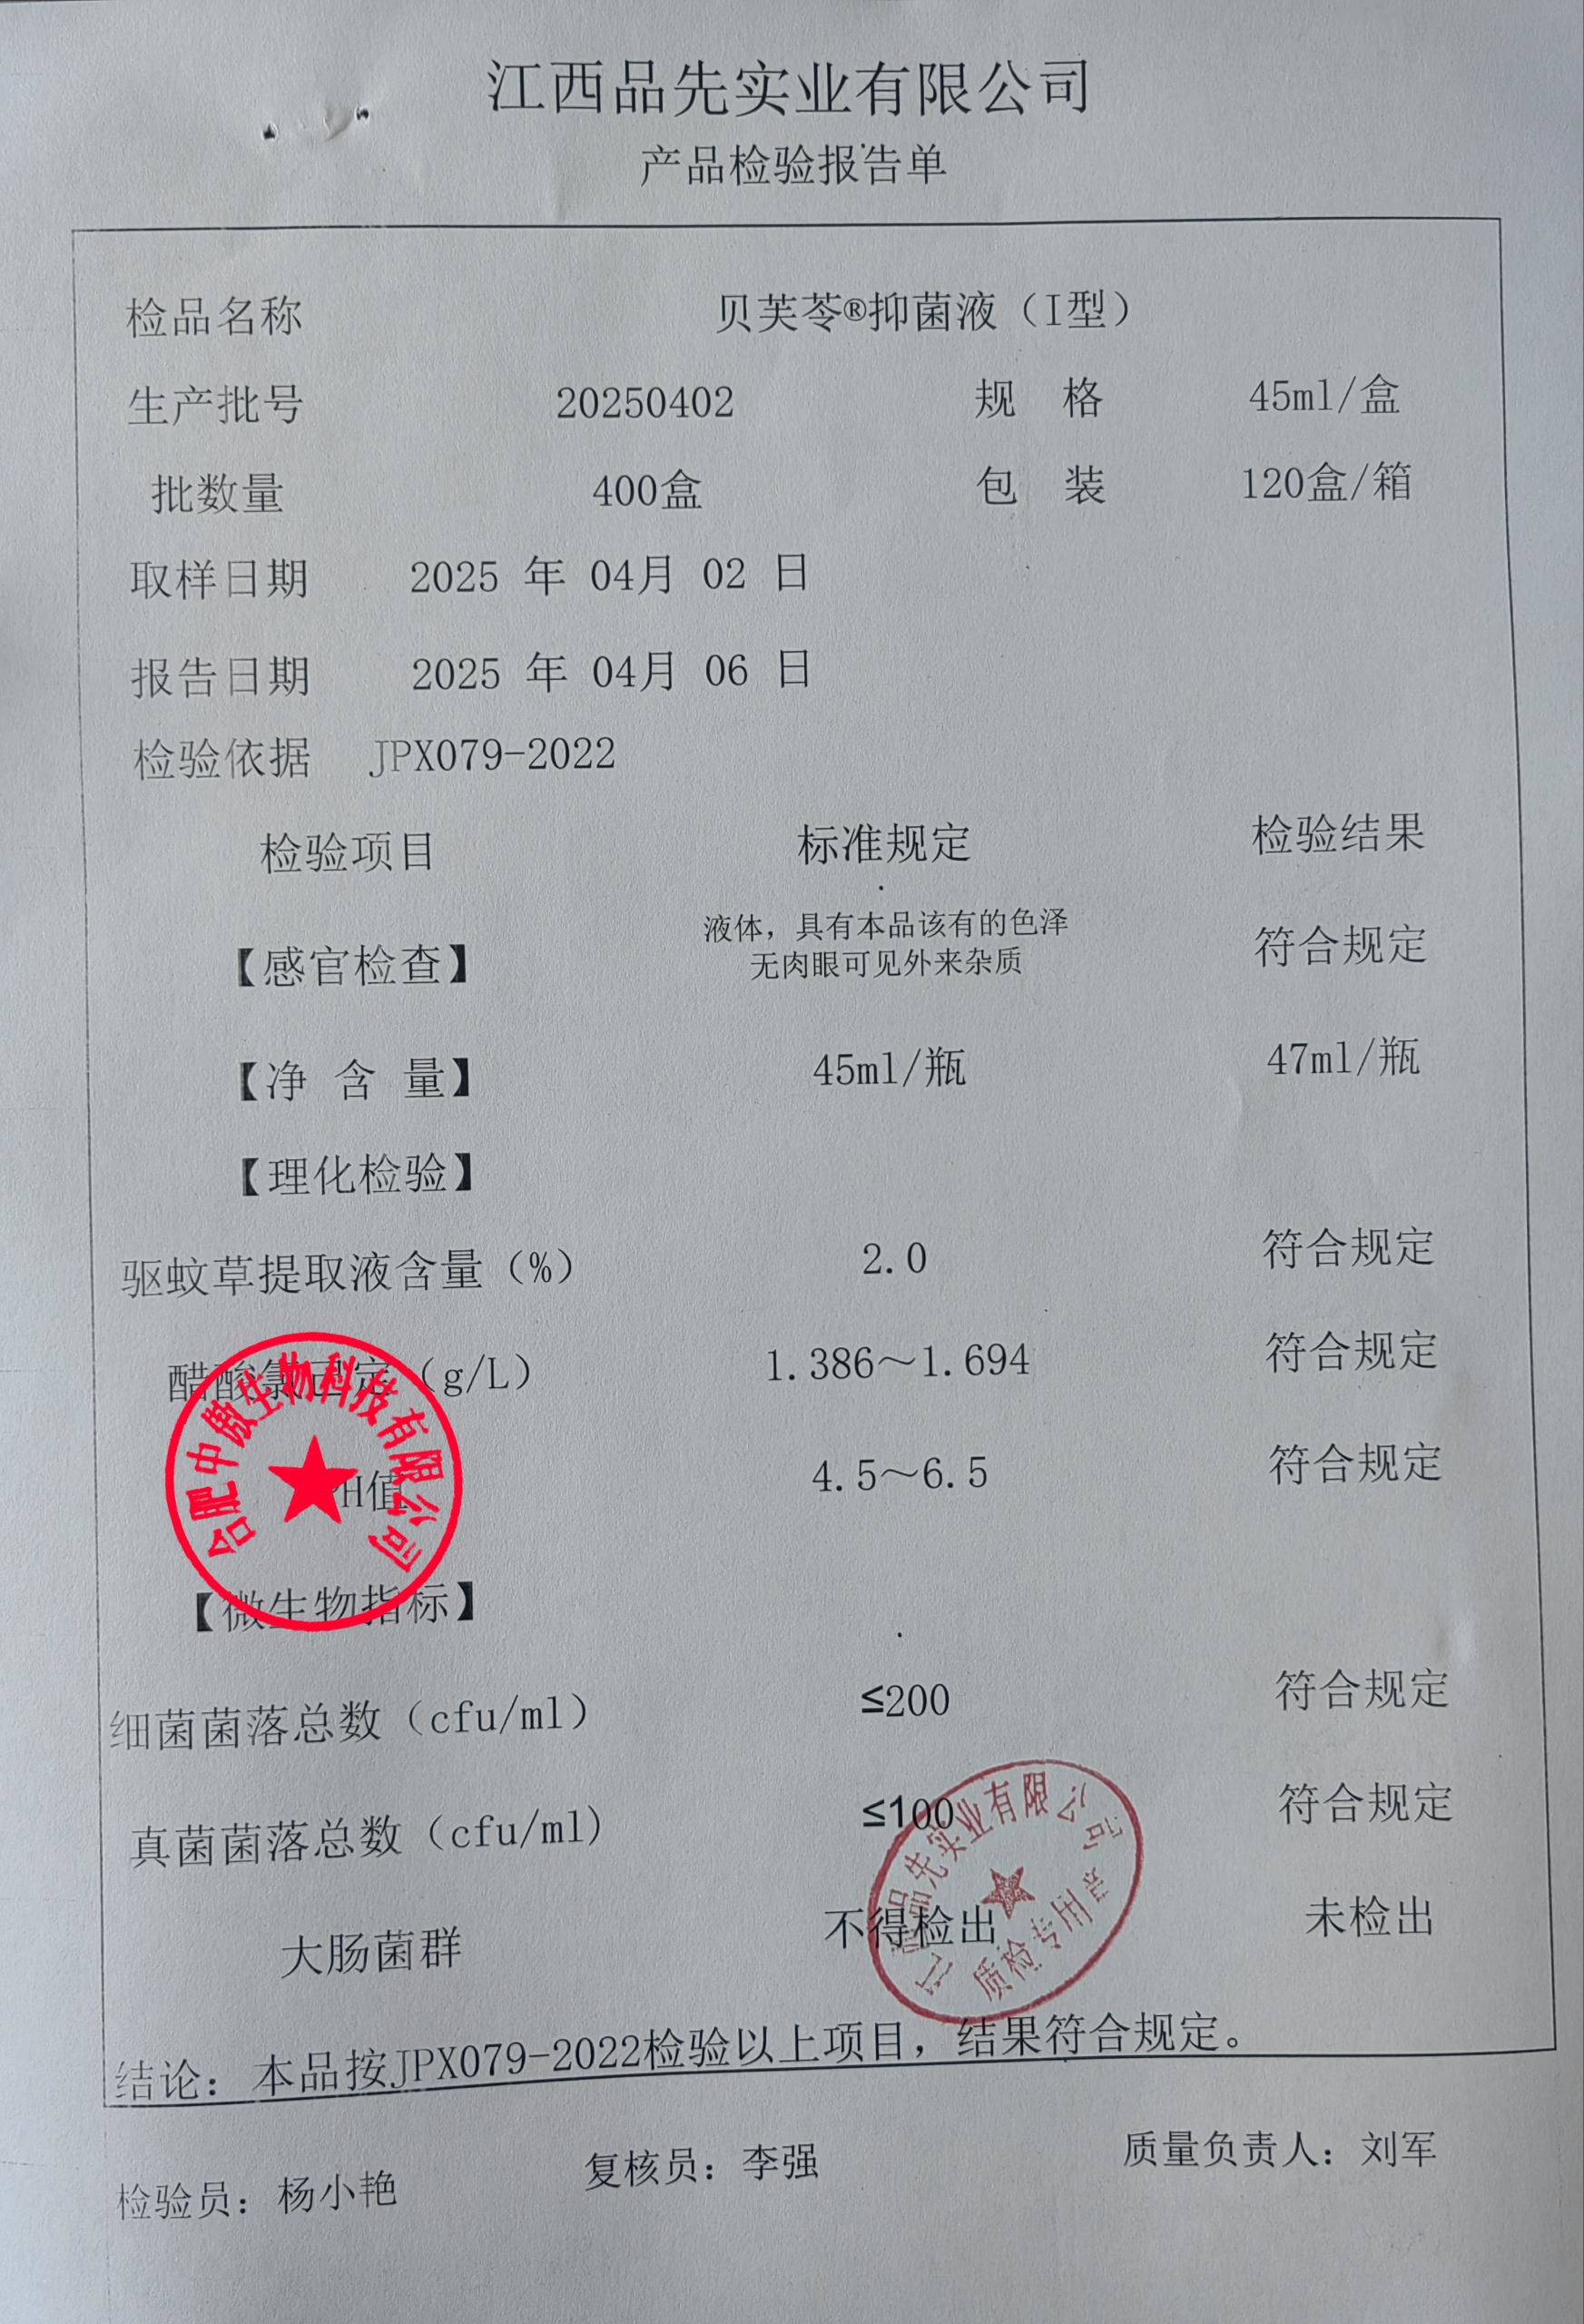 江西品先实业有限公司
产品检验报告单
检品名称 贝芙苓®抑菌液（I型）
生产批号 20250402 规 格 45ml/盒
批数量 400盒 包 装 120盒/箱
取样日期 2025 年 04月 02 日
报告日期 2025 年 04月 06 日
检验依据 JPX079-2022
检验项目 标准规定 检验结果
【感官检查】 液体，具有本品该有的色泽 符合规定
无肉眼可见外来杂质
【净 含 量】 45ml/瓶 47ml/瓶
【理化检验】
驱蚊草提取液含量（%） 2.0 符合规定
醋酸氯己定（g/L） 1.386～1.694 符合规定
PH值 4.5～6.5 符合规定
合肥中傲生物科技有限公司
【微生物指标】
细菌菌落总数（cfu/ml） ≤200 符合规定
真菌菌落总数（cfu/ml） ≤100 符合规定
大肠菌群 不得检出 未检出
江西品先实业有限公司
质检专用章
结论：本品按JPX079-2022检验以上项目，结果符合规定。
检验员：杨小艳 复核员：李强 质量负责人：刘军